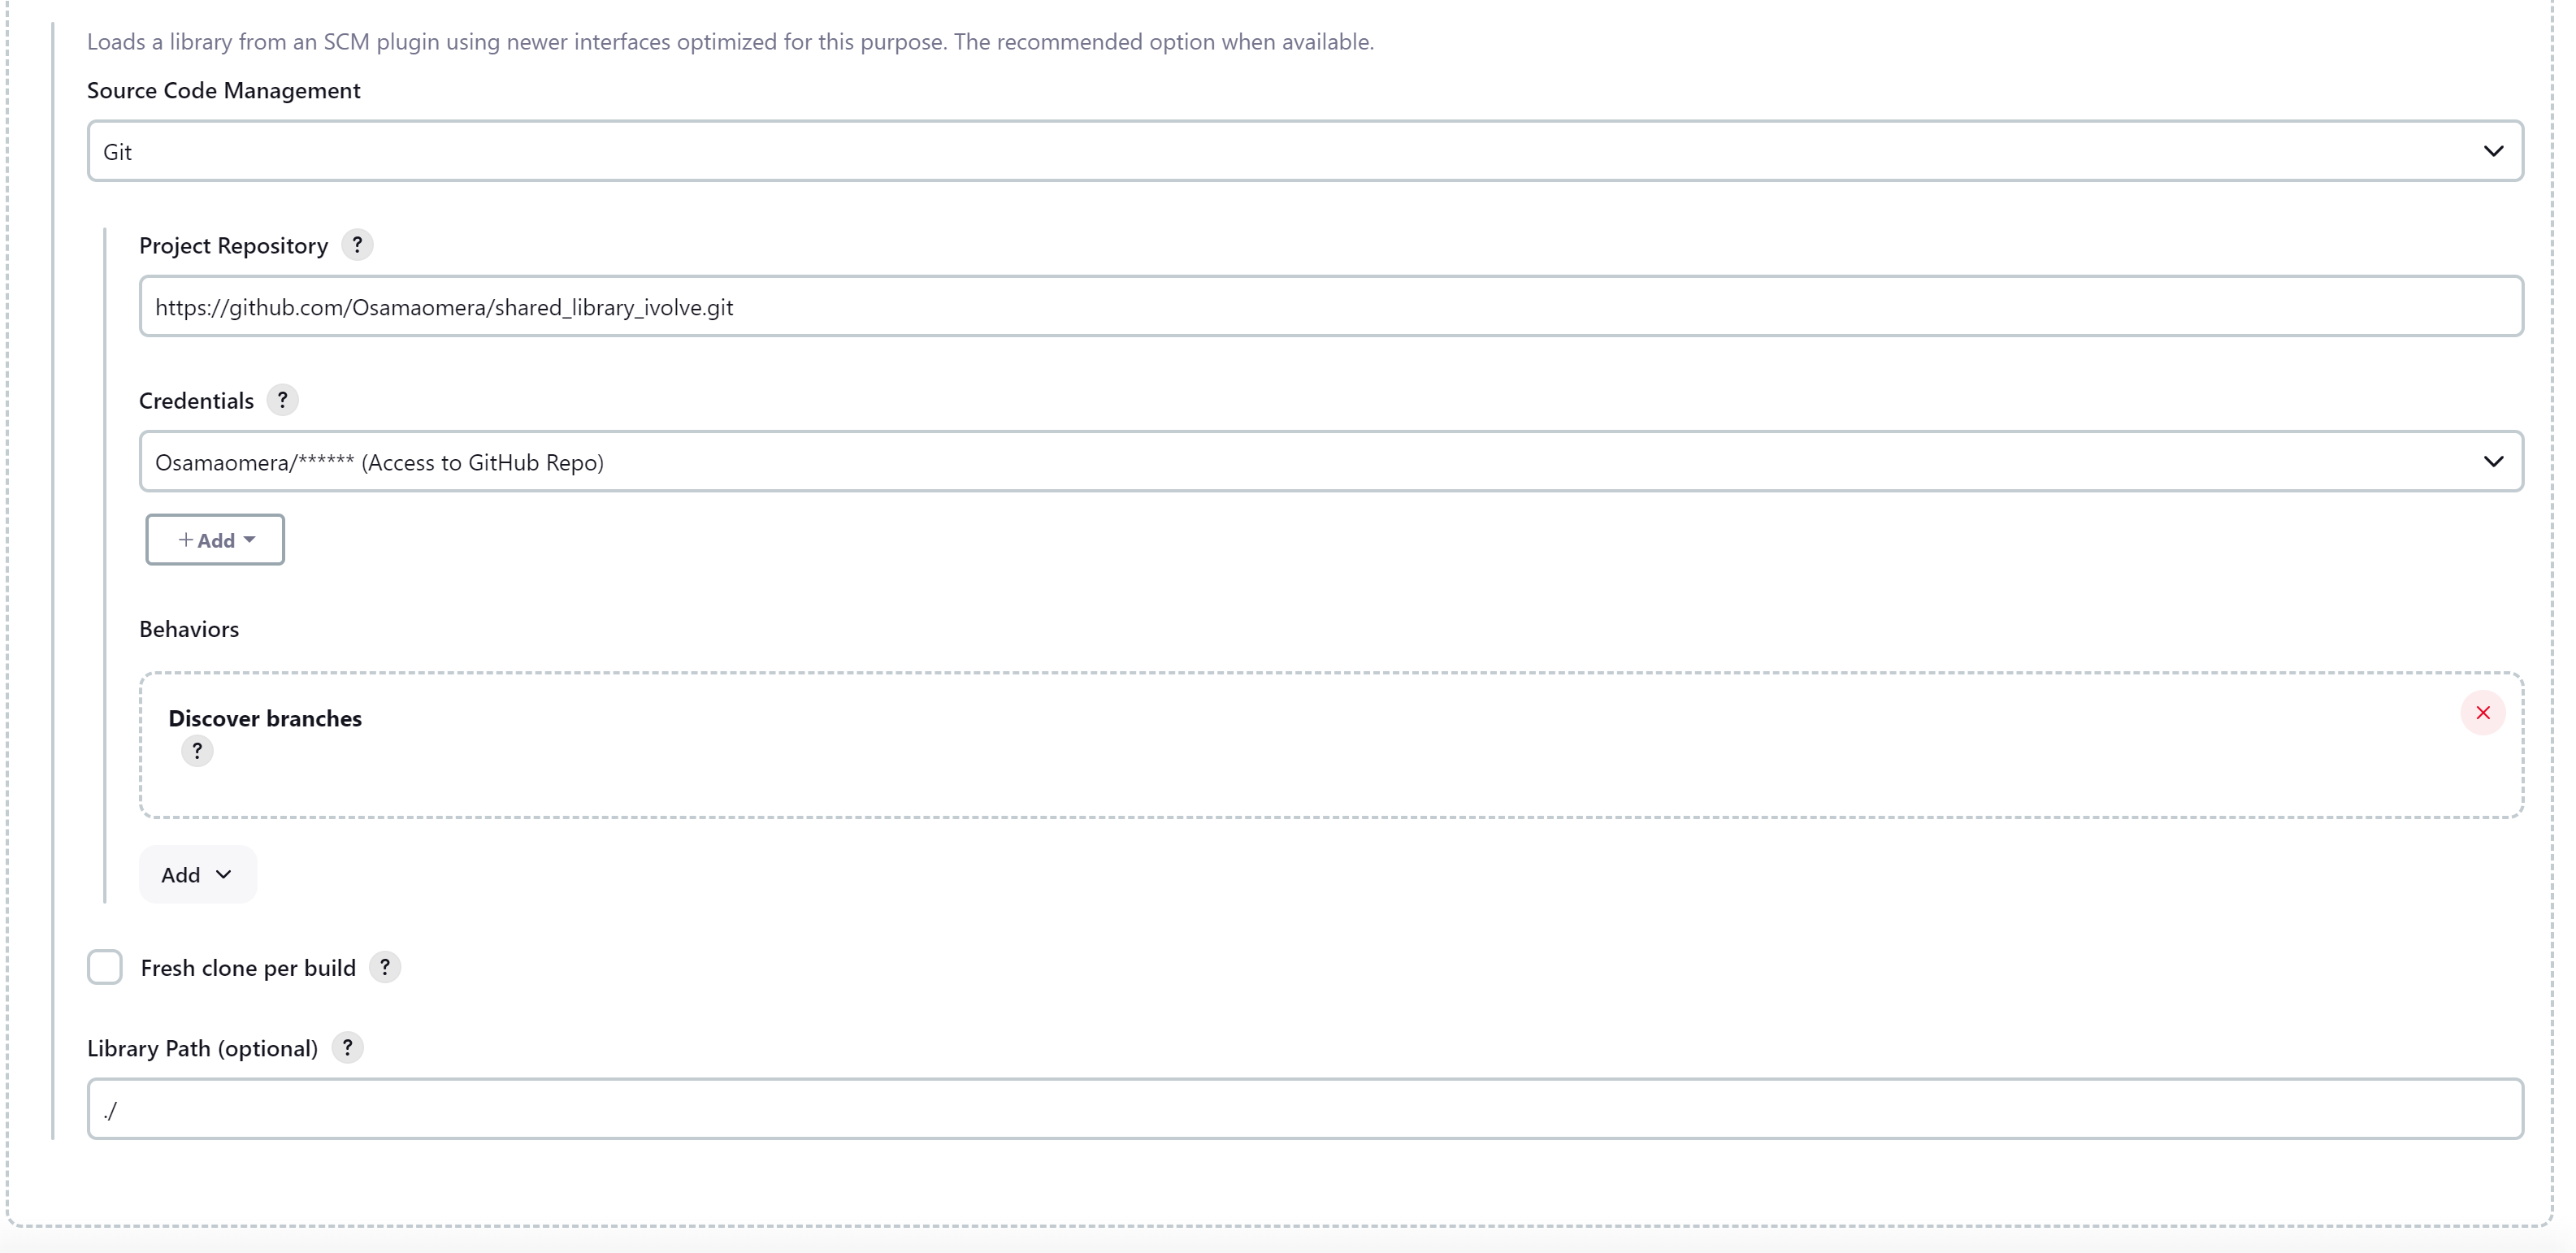 Loads a library from an SCM plugin using newer interfaces optimized for this purpose. The recommended option when available.
Source Code Management
Git
Project Repository ?
https://github.com/Osamaomera/shared_library_ivolve.git
Credentials ?
Osamaomera/****** (Access to GitHub Repo)
+ Add
Behaviors
Discover branches
?
Add
Fresh clone per build ?
Library Path (optional) ?
./